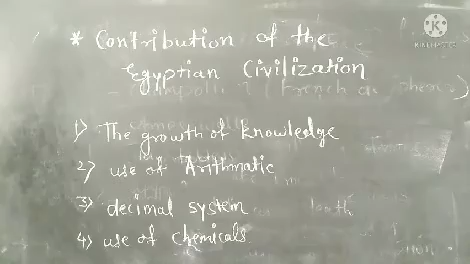 * Contribution of the
Egyptian Civilization
1) The growth of Knowledge
2) use of Arithmatic
3) decimal system
4) use of chemicals
KINEMASTER